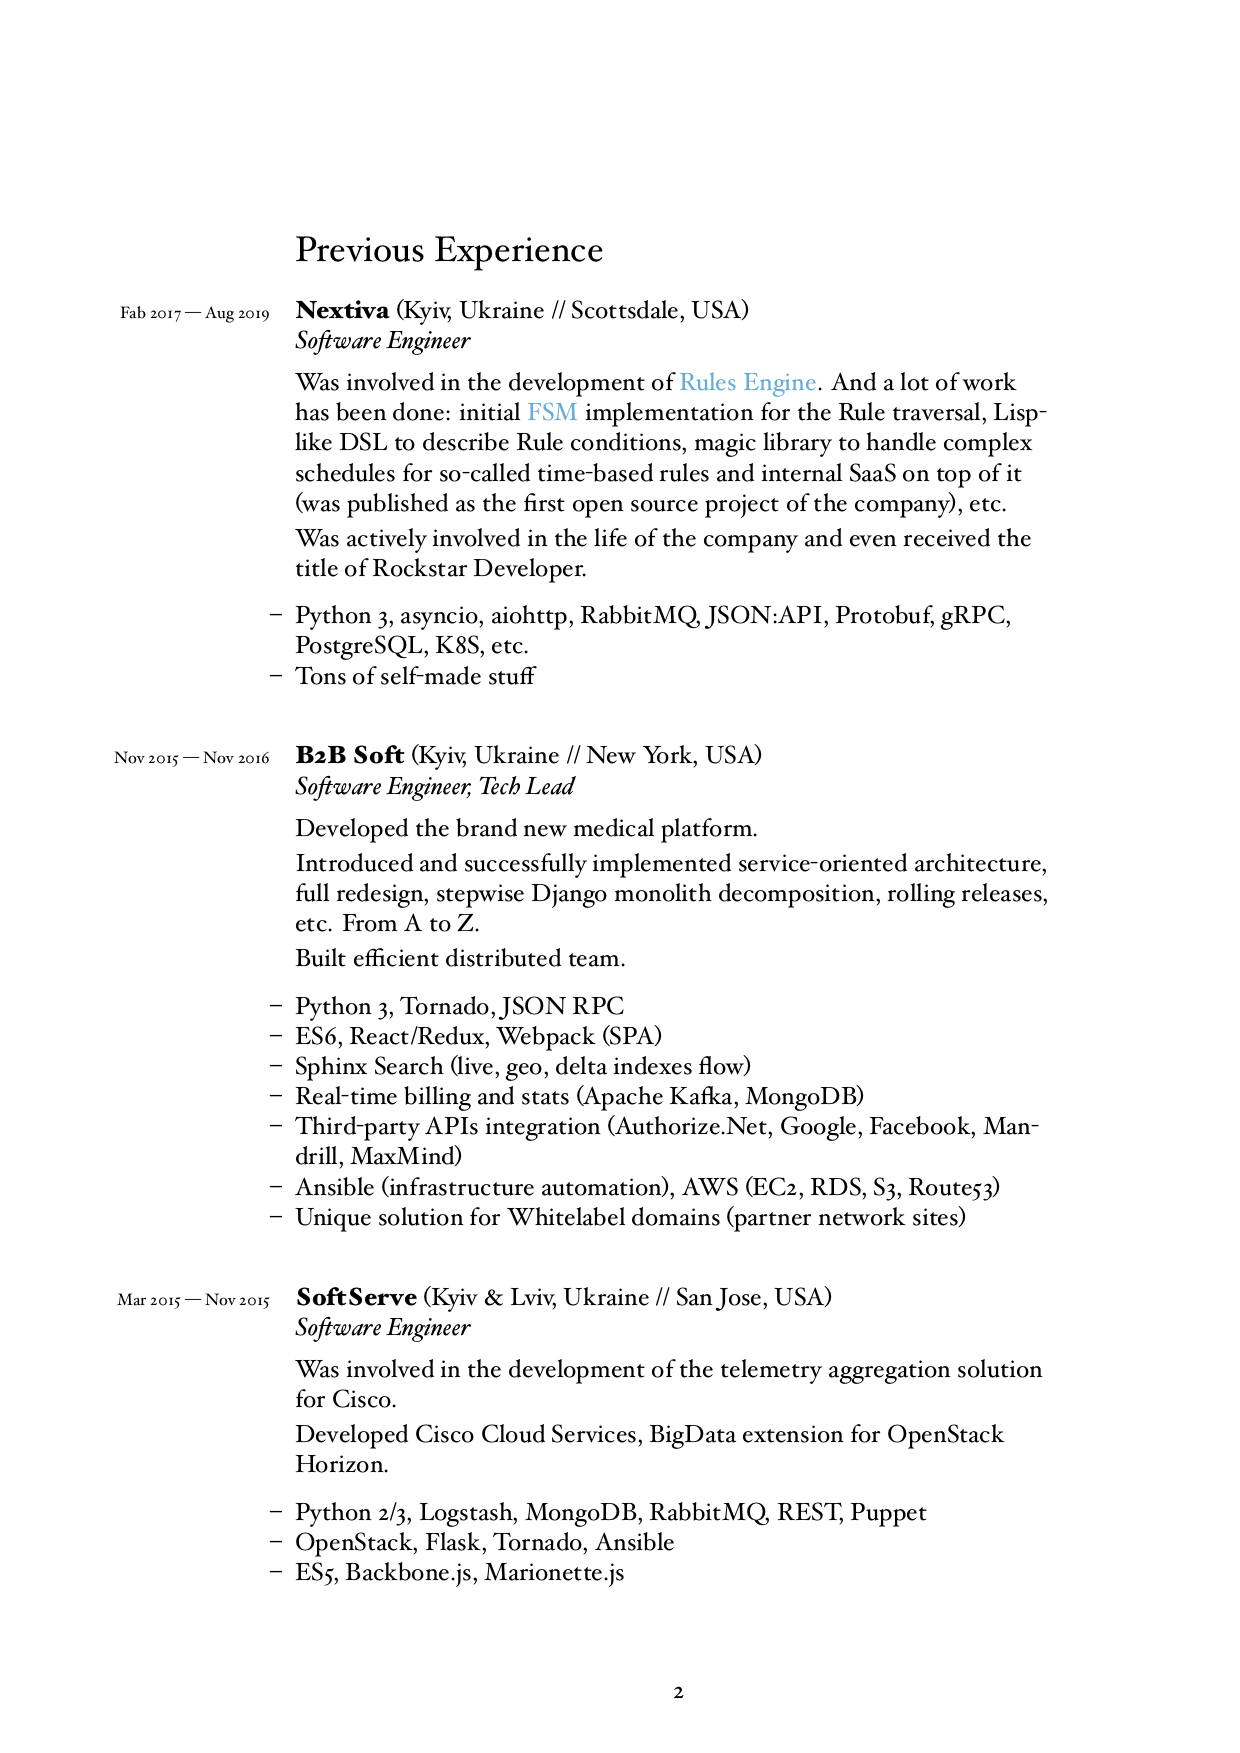 Previous Experience
Fab 2017 — Aug 2019 Nextiva (Kyiv, Ukraine // Scottsdale, USA)
Software Engineer
Was involved in the development of Rules Engine. And a lot of work
has been done: initial FSM implementation for the Rule traversal, Lisp-
like DSL to describe Rule conditions, magic library to handle complex
schedules for so-called time-based rules and internal SaaS on top of it
(was published as the first open source project of the company), etc.
Was actively involved in the life of the company and even received the
title of Rockstar Developer.
– Python 3, asyncio, aiohttp, RabbitMQ, JSON:API, Protobuf, gRPC,
PostgreSQL, K8S, etc.
– Tons of self-made stuff
Nov 2015 — Nov 2016 B2B Soft (Kyiv, Ukraine // New York, USA)
Software Engineer, Tech Lead
Developed the brand new medical platform.
Introduced and successfully implemented service-oriented architecture,
full redesign, stepwise Django monolith decomposition, rolling releases,
etc. From A to Z.
Built efficient distributed team.
– Python 3, Tornado, JSON RPC
– ES6, React/Redux, Webpack (SPA)
– Sphinx Search (live, geo, delta indexes flow)
– Real-time billing and stats (Apache Kafka, MongoDB)
– Third-party APIs integration (Authorize.Net, Google, Facebook, Man-
drill, MaxMind)
– Ansible (infrastructure automation), AWS (EC2, RDS, S3, Route53)
– Unique solution for Whitelabel domains (partner network sites)
Mar 2015 — Nov 2015 SoftServe (Kyiv & Lviv, Ukraine // San Jose, USA)
Software Engineer
Was involved in the development of the telemetry aggregation solution
for Cisco.
Developed Cisco Cloud Services, BigData extension for OpenStack
Horizon.
– Python 2/3, Logstash, MongoDB, RabbitMQ, REST, Puppet
– OpenStack, Flask, Tornado, Ansible
– ES5, Backbone.js, Marionette.js
2